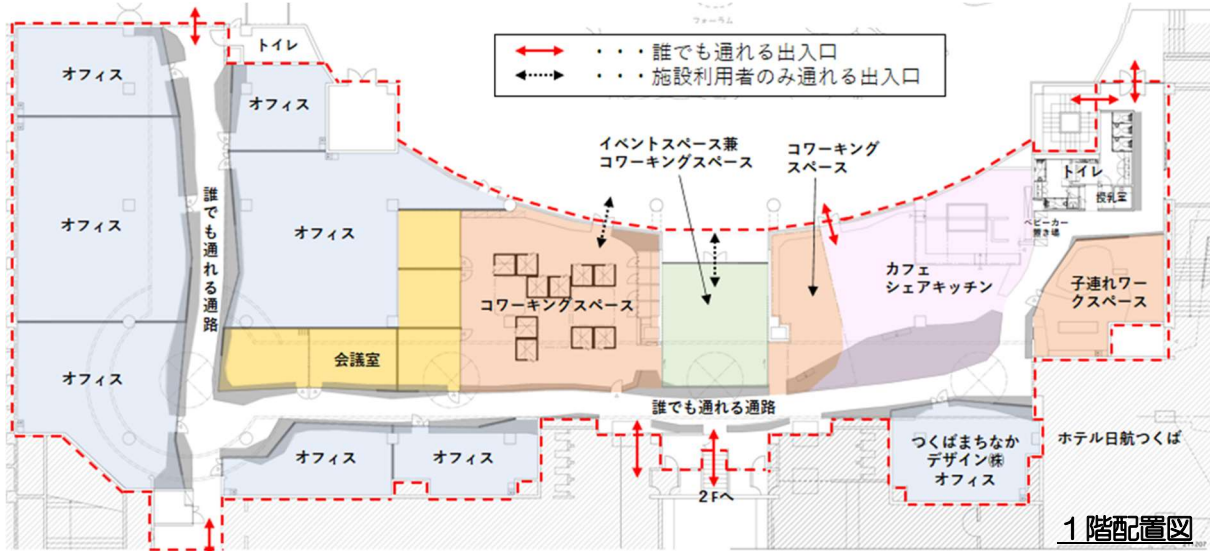 フォーラム
・・・誰でも通れる出入口
・・・施設利用者のみ通れる出入口
トイレ
オフィス
オフィス
イベントスペース兼
コワーキングスペース
コワーキング
スペース
トイレ
授乳室
ベビーカー
置き場
オフィス
オフィス
誰でも通れる通路
カフェ
シェアキッチン
子連れワー
クスペース
コワーキングスペース
会議室
オフィス
誰でも通れる通路
オフィス
オフィス
つくばまちなか
デザイン㈱
オフィス
ホテル日航つくば
2Fへ
1階配置図